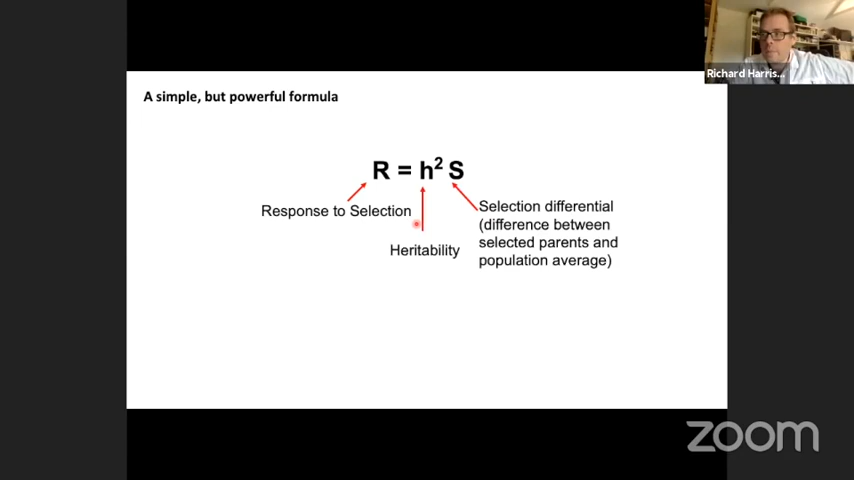 Richard Harris...
A simple, but powerful formula
R = h² S
Response to Selection
Heritability
Selection differential
(difference between
selected parents and
population average)
zoom